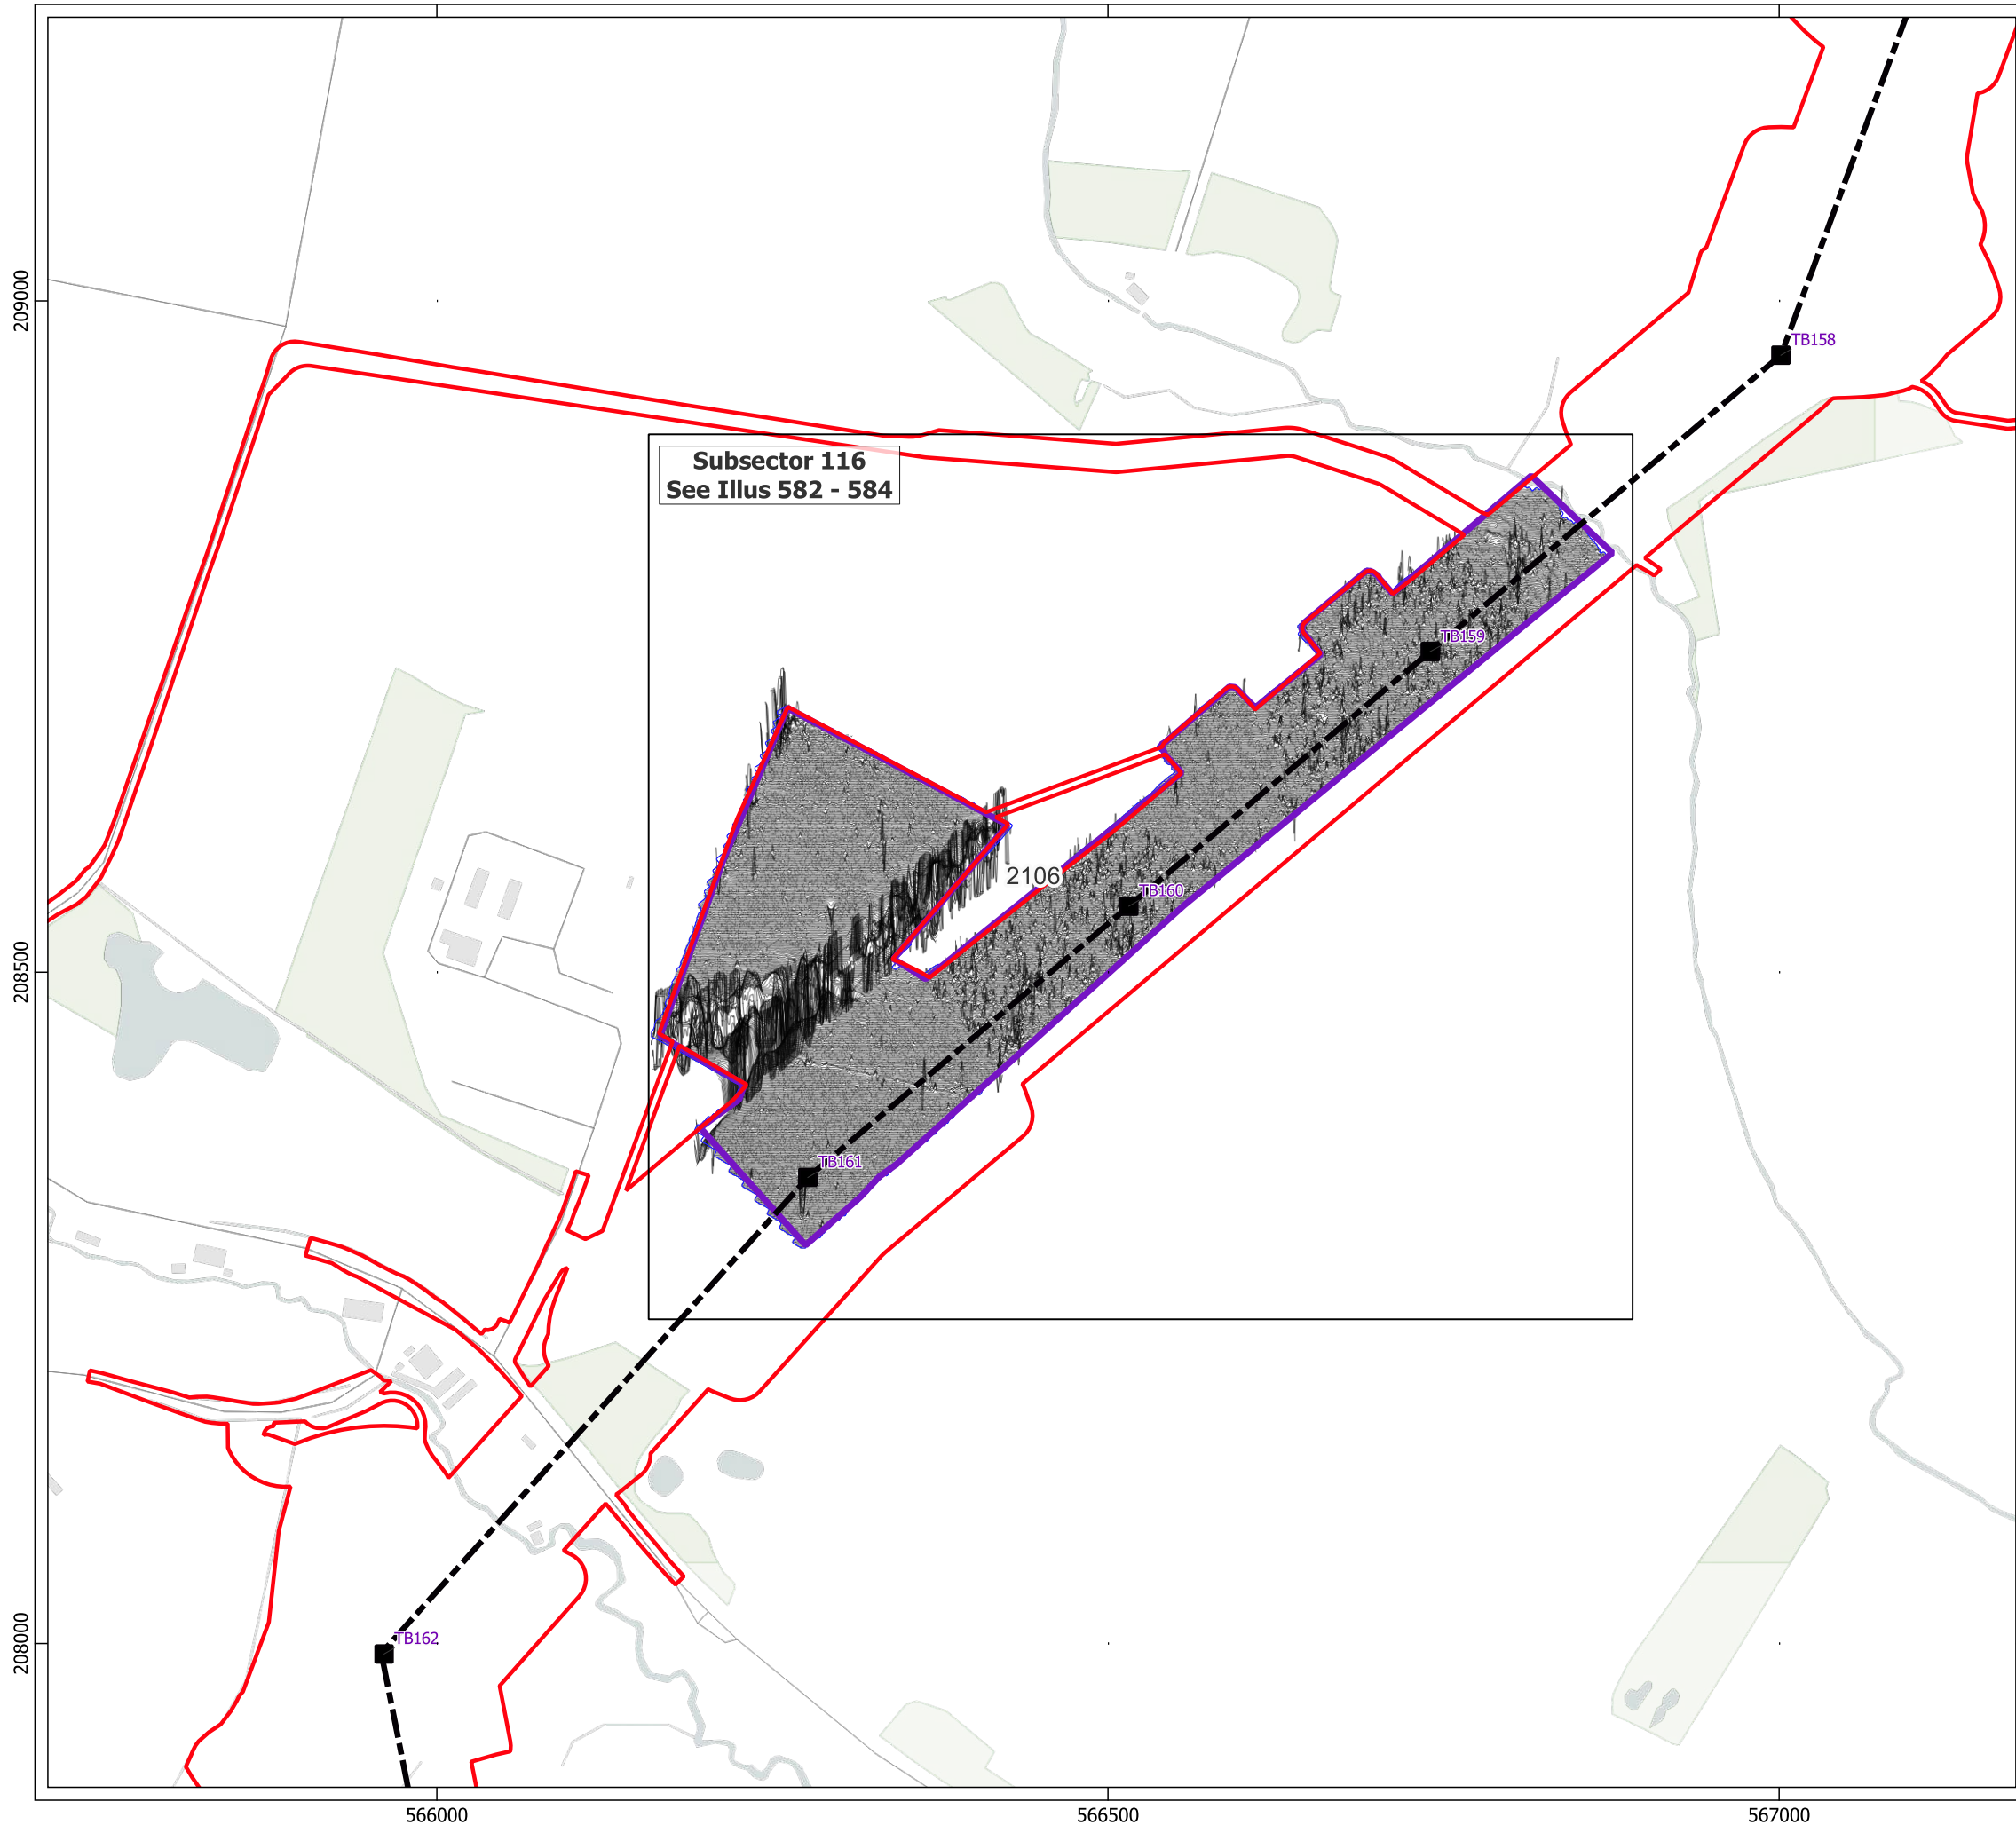 209000
TB158
Subsector 116
See Illus 582 - 584
TB159
2106
TB160
208500
TB161
TB162
208000
566000
566500
567000